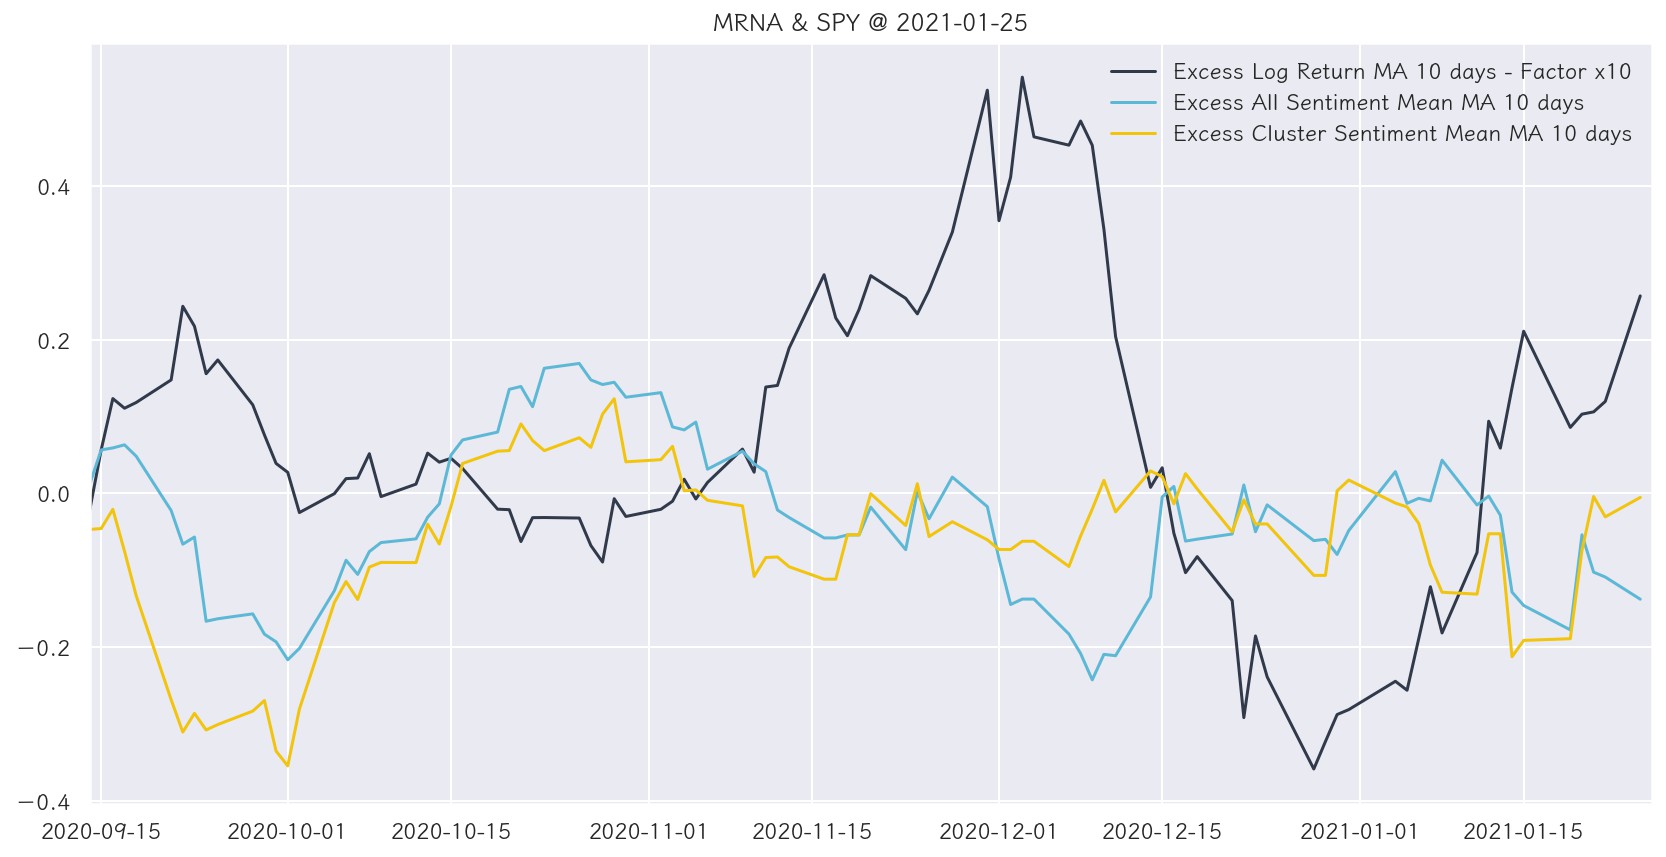 MRNA & SPY @ 2021-01-25
Excess Log Return MA 10 days - Factor x10
Excess All Sentiment Mean MA 10 days
Excess Cluster Sentiment Mean MA 10 days
0.4
0.2
0.0
−0.2
−0.4
2020-09-15 2020-10-01 2020-10-15 2020-11-01 2020-11-15 2020-12-01 2020-12-15 2021-01-01 2021-01-15